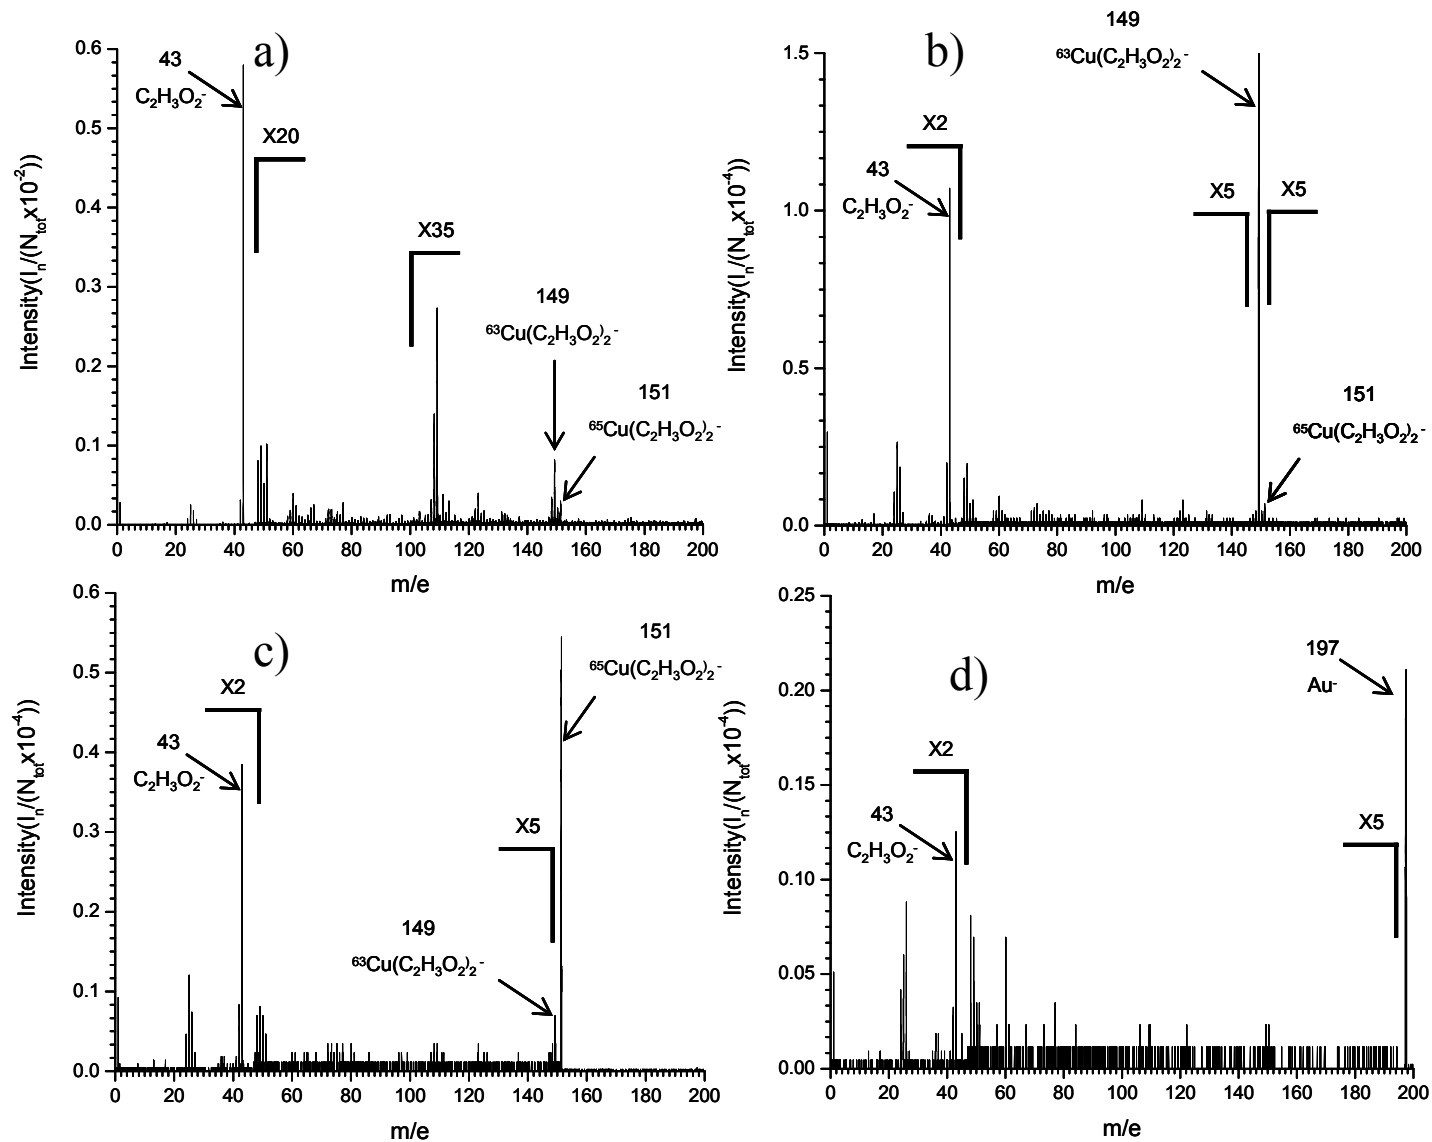 a)
0.6
0.5
0.4
0.3
0.2
0.1
0.0
Intensity(Iₙ/(Nₜₒₜx10⁻²))
43
C₂H₃O₂⁻
X20
X35
149
⁶³Cu(C₂H₃O₂)₂⁻
151
⁶⁵Cu(C₂H₃O₂)₂⁻
0 20 40 60 80 100 120 140 160 180 200
m/e
b)
1.5
1.0
0.5
0.0
Intensity(Iₙ/(Nₜₒₜx10⁻⁴))
149
⁶³Cu(C₂H₃O₂)₂⁻
X2
43
C₂H₃O₂⁻
X5 X5
151
⁶⁵Cu(C₂H₃O₂)₂⁻
0 20 40 60 80 100 120 140 160 180 200
m/e
c)
0.6
0.5
0.4
0.3
0.2
0.1
0.0
Intensity(Iₙ/(Nₜₒₜx10⁻⁴))
151
⁶⁵Cu(C₂H₃O₂)₂⁻
X2
43
C₂H₃O₂⁻
X5
149
⁶³Cu(C₂H₃O₂)₂⁻
0 20 40 60 80 100 120 140 160 180 200
m/e
d)
0.25
0.20
0.15
0.10
0.05
0.00
Intensity(Iₙ/(Nₜₒₜx10⁻⁴))
197
Au⁻
X2
43
C₂H₃O₂⁻
X5
0 20 40 60 80 100 120 140 160 180 200
m/e